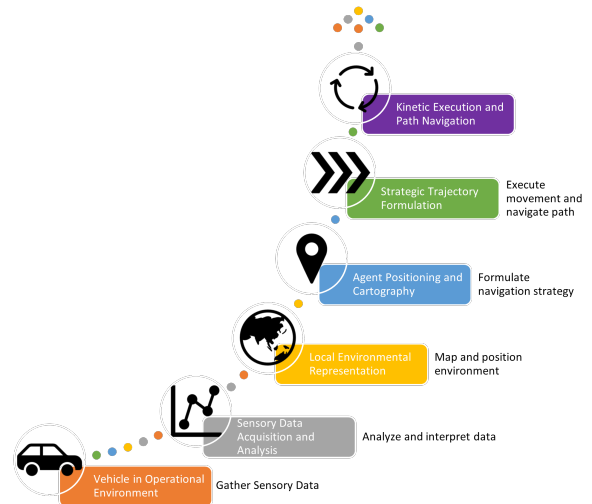 Kinetic Execution and
Path Navigation
Strategic Trajectory
Formulation
Execute
movement and
navigate path
Agent Positioning and
Cartography
Formulate
navigation strategy
Local Environmental
Representation
Map and position
environment
Sensory Data
Acquisition and
Analysis
Analyze and interpret data
Vehicle in Operational
Environment
Gather Sensory Data